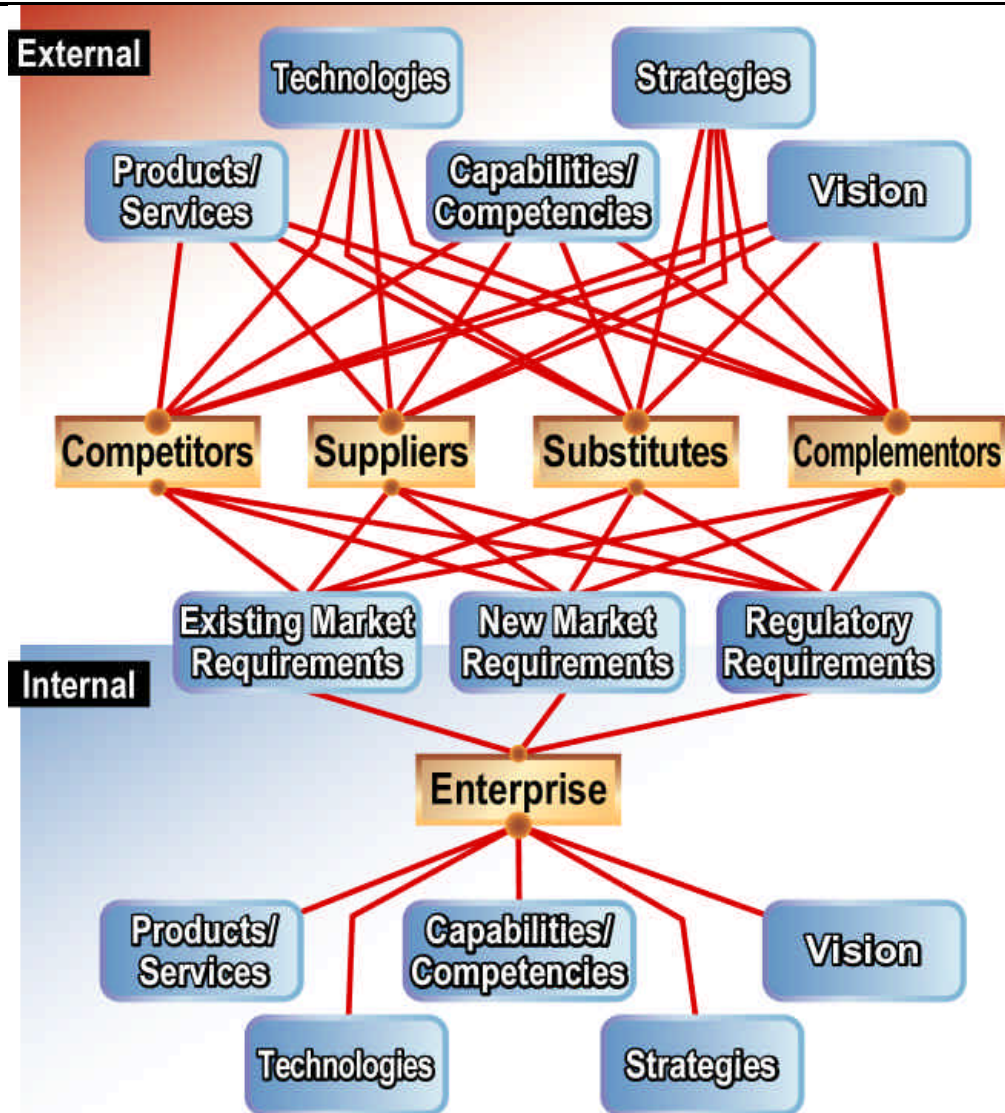 External
Technologies
Strategies
Products/
Services
Capabilities/
Competencies
Vision
Competitors
Suppliers
Substitutes
Complementors
Existing Market
Requirements
New Market
Requirements
Regulatory
Requirements
Internal
Enterprise
Products/
Services
Capabilities/
Competencies
Vision
Technologies
Strategies